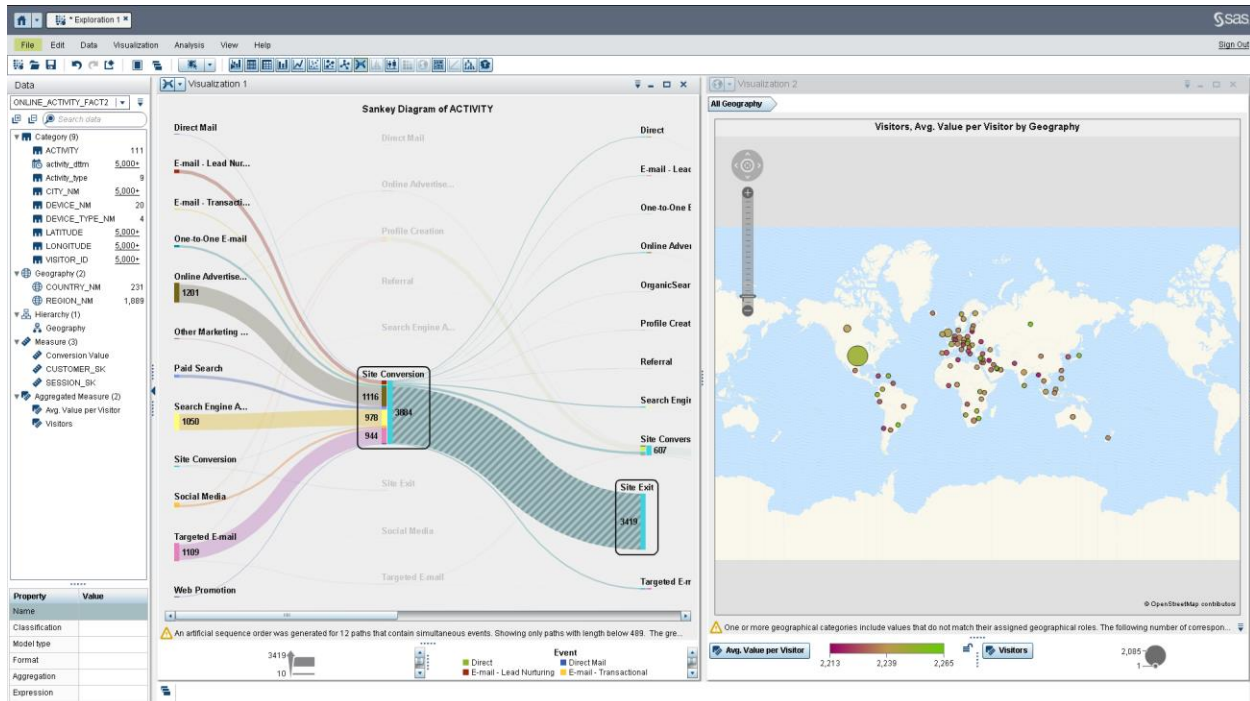 * Exploration 1 ×
sas
File Edit Data Visualization Analysis View Help
Sign Out
Data
ONLINE_ACTIVITY_FACT2
Search data
Category (9)
ACTIVITY 111
activity_dttm 5,000+
Activity_type 9
CITY_NM 5,000+
DEVICE_NM 28
DEVICE_TYPE_NM 4
LATITUDE 5,000+
LONGITUDE 5,000+
VISITOR_ID 5,000+
Geography (2)
COUNTRY_NM 231
REGION_NM 1,889
Hierarchy (1)
Geography
Measure (3)
Conversion Value
CUSTOMER_SK
SESSION_SK
Aggregated Measure (2)
Avg. Value per Visitor
Visitors
Property Value
Name
Classification
Model type
Format
Aggregation
Expression
Visualization 1
Sankey Diagram of ACTIVITY
Direct Mail
E-mail - Lead Nur...
E-mail - Transacti...
One-to-One E-mail
Online Advertise...
1201
Other Marketing ...
Paid Search
Search Engine A...
1050
Site Conversion
Social Media
Targeted E-mail
1109
Web Promotion
Direct Mail
Online Advertise...
Profile Creation
Referral
Search Engine A...
Site Conversion
1116
978
944
3884
Site Exit
Social Media
Targeted E-mail
Direct
E-mail - Leac
One-to-One E
Online Adver
OrganicSear
Profile Creat
Referral
Search Engin
Site Convers
607
Site Exit
3419
Targeted E-m
An artificial sequence order was generated for 12 paths that contain simultaneous events. Showing only paths with length below 489. The gre...
3419
10
Event
Direct Direct Mail
E-mail - Lead Nurturing E-mail - Transactional
Visualization 2
All Geography
Visitors, Avg. Value per Visitor by Geography
© OpenStreetMap contributors
One or more geographical categories include values that do not match their assigned geographical roles. The following number of correspon...
Avg. Value per Visitor
2,213 2,239 2,265
Visitors
2,085
1